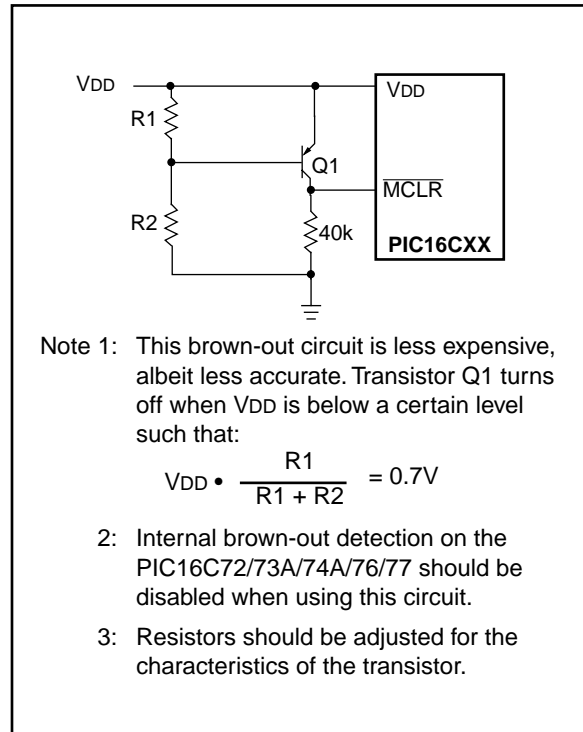 VDD
VDD
R1
Q1
MCLR
R2
40k
PIC16CXX
Note 1: This brown-out circuit is less expensive,
albeit less accurate. Transistor Q1 turns
off when VDD is below a certain level
such that:
VDD • R1 / R1 + R2 = 0.7V
2: Internal brown-out detection on the
PIC16C72/73A/74A/76/77 should be
disabled when using this circuit.
3: Resistors should be adjusted for the
characteristics of the transistor.